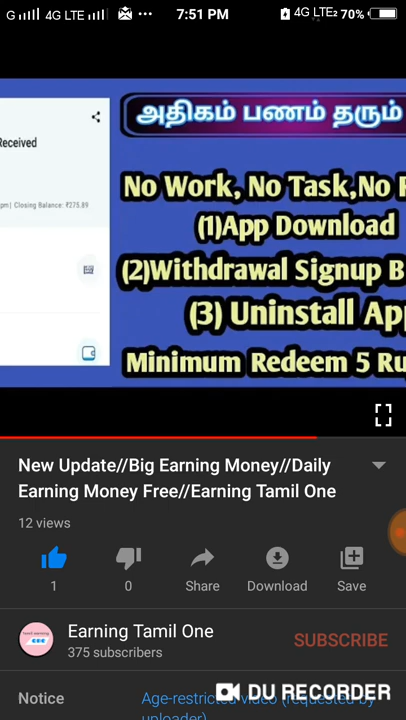 G 4G LTE ... 7:51 PM 4G LTE2 70%
அதிகம் பணம் தரும்
Received
pm) Closing Balance: ₹275.89
No Work, No Task,No
(1)App Download
(2)Withdrawal Signup B
(3) Uninstall App
Minimum Redeem 5 Ru
New Update//Big Earning Money//Daily
Earning Money Free//Earning Tamil One
12 views
1 0 Share Download Save
Earning Tamil One
375 subscribers
SUBSCRIBE
Notice Age-restricted video (requested by
uploader)
DU RECORDER